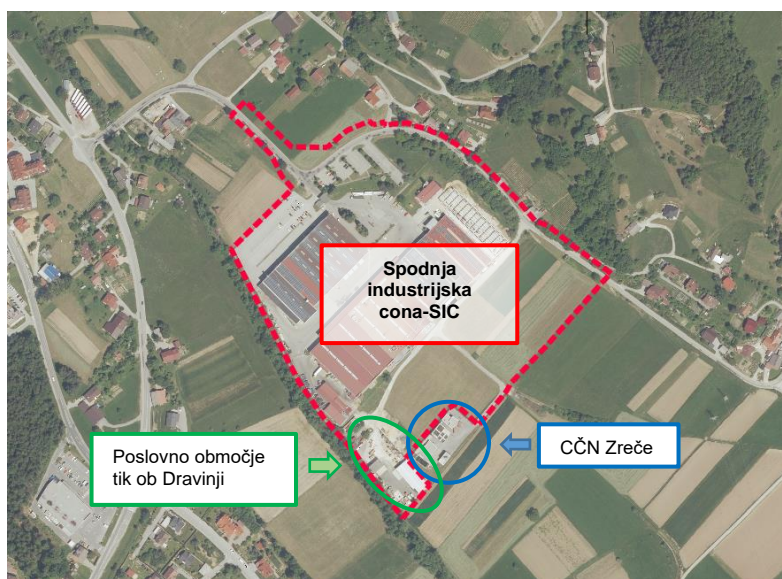 Spodnja
industrijska
cona-SIC
Poslovno območje
tik ob Dravinji
CČN Zreče